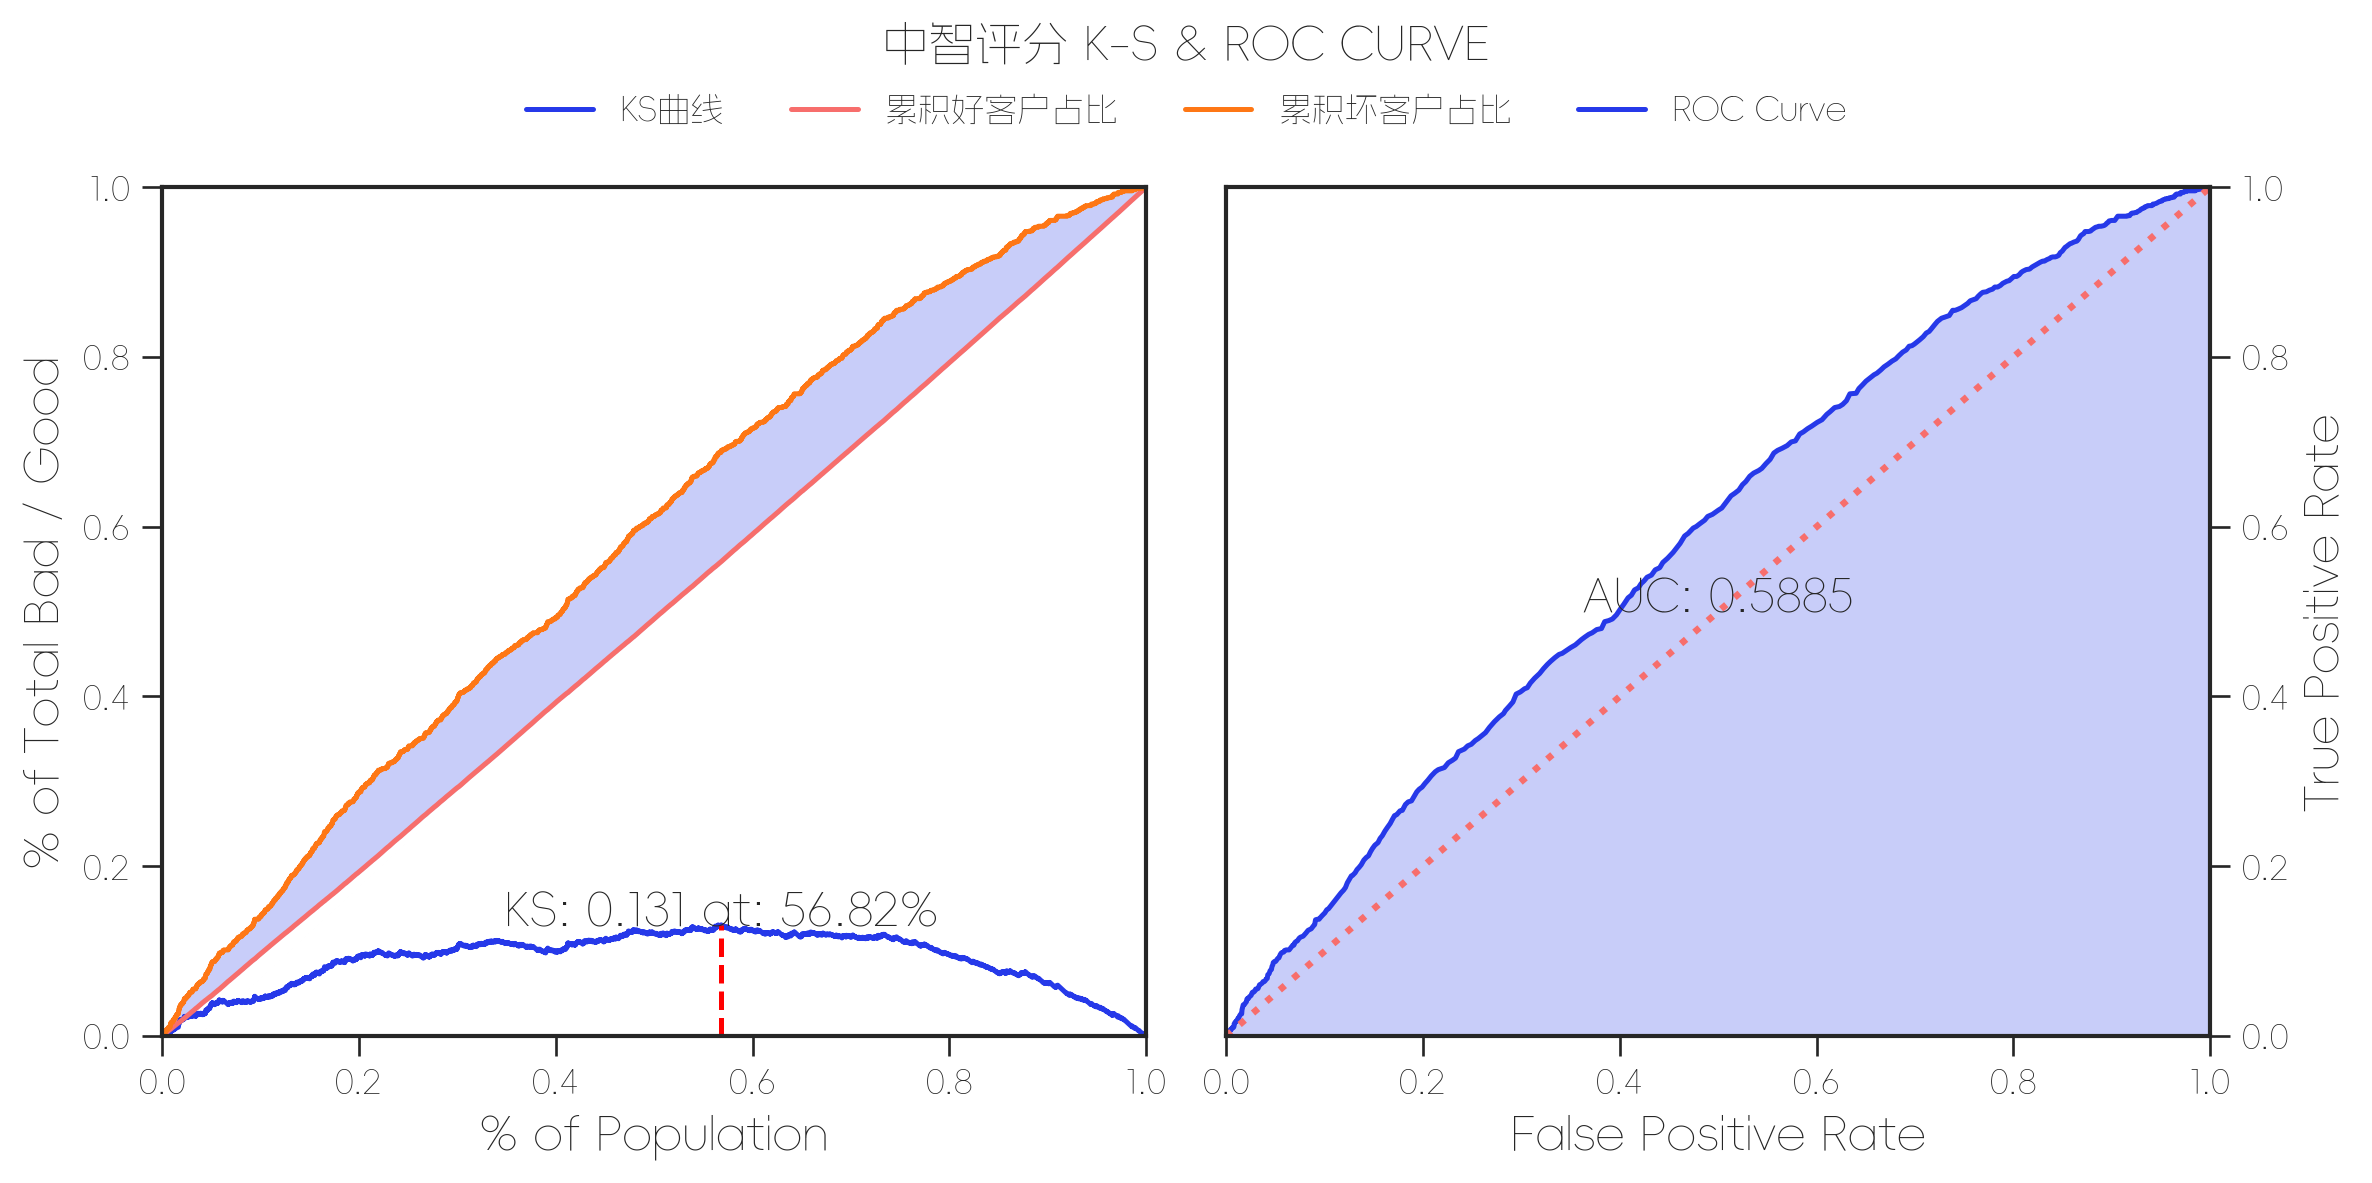 中智评分 K-S & ROC CURVE
KS曲线 累积好客户占比 累积坏客户占比 ROC Curve
% of Total Bad / Good
1.0
0.8
0.6
0.4
0.2
0.0
KS: 0.131 at: 56.82%
0.0 0.2 0.4 0.6 0.8 1.0
% of Population
AUC: 0.5885
0.0 0.2 0.4 0.6 0.8 1.0
False Positive Rate
1.0
0.8
0.6
0.4
0.2
0.0
True Positive Rate